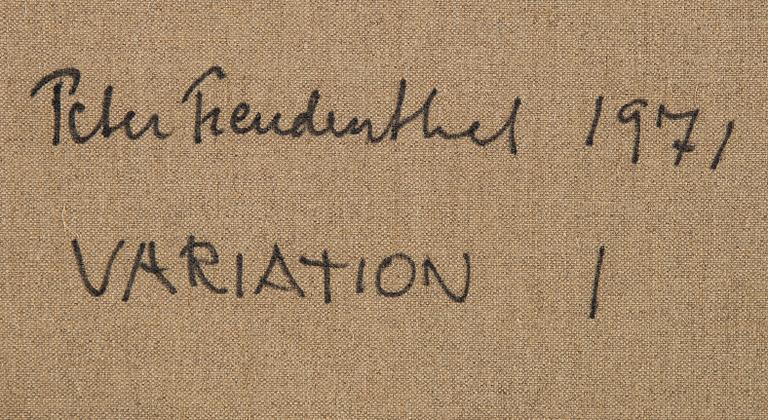 Peter Freudenthal 1971
VARIATION 1